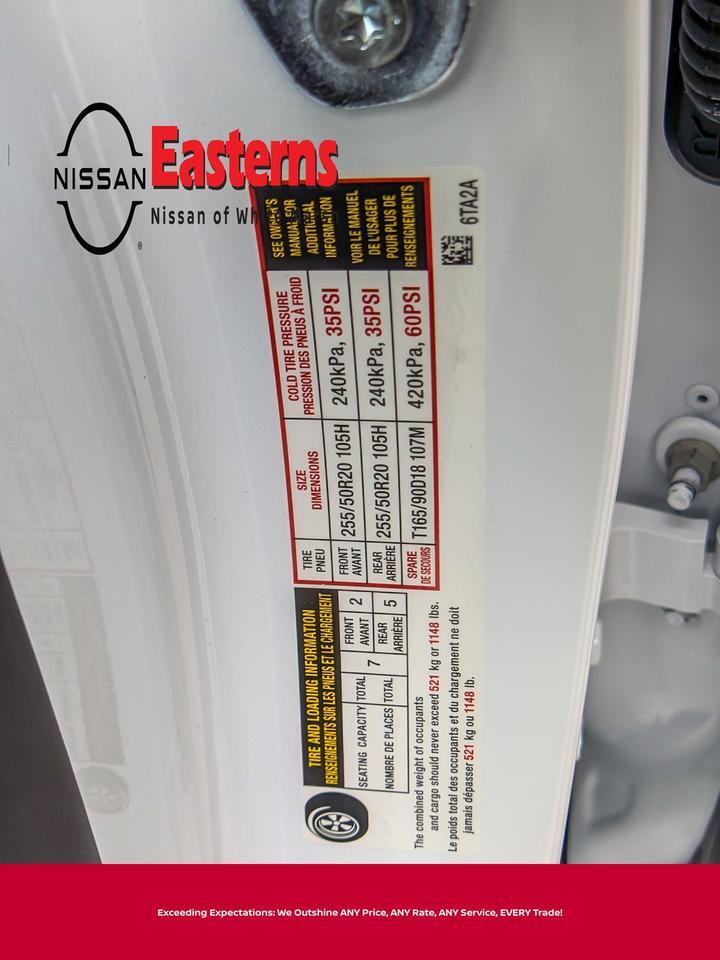 NISSAN
Easterns
Nissan of
®
TIRE AND LOADING INFORMATION
RENSEIGNEMENTS SUR LES PNEUS ET LE CHARGEMENT
SEATING CAPACITY TOTAL 7 FRONT AVANT 2
NOMBRE DE PLACES TOTAL REAR ARRIÈRE 5
The combined weight of occupants
and cargo should never exceed 521 kg or 1148 lbs.
Le poids total des occupants et du chargement ne doit
jamais dépasser 521 kg ou 1148 lb.
TIRE PNEU SIZE DIMENSIONS COLD TIRE PRESSURE PRESSION DES PNEUS À FROID
FRONT AVANT 255/50R20 105H 240kPa, 35PSI
REAR ARRIÈRE 255/50R20 105H 240kPa, 35PSI
SPARE DE SECOURS T165/90D18 107M 420kPa, 60PSI
SEE OWNER'S
MANUAL FOR
ADDITIONAL
INFORMATION
VOIR LE MANUEL
DE L'USAGER
POUR PLUS DE
RENSEIGNEMENTS
6TA2A
Exceeding Expectations: We Outshine ANY Price, ANY Rate, ANY Service, EVERY Trade!